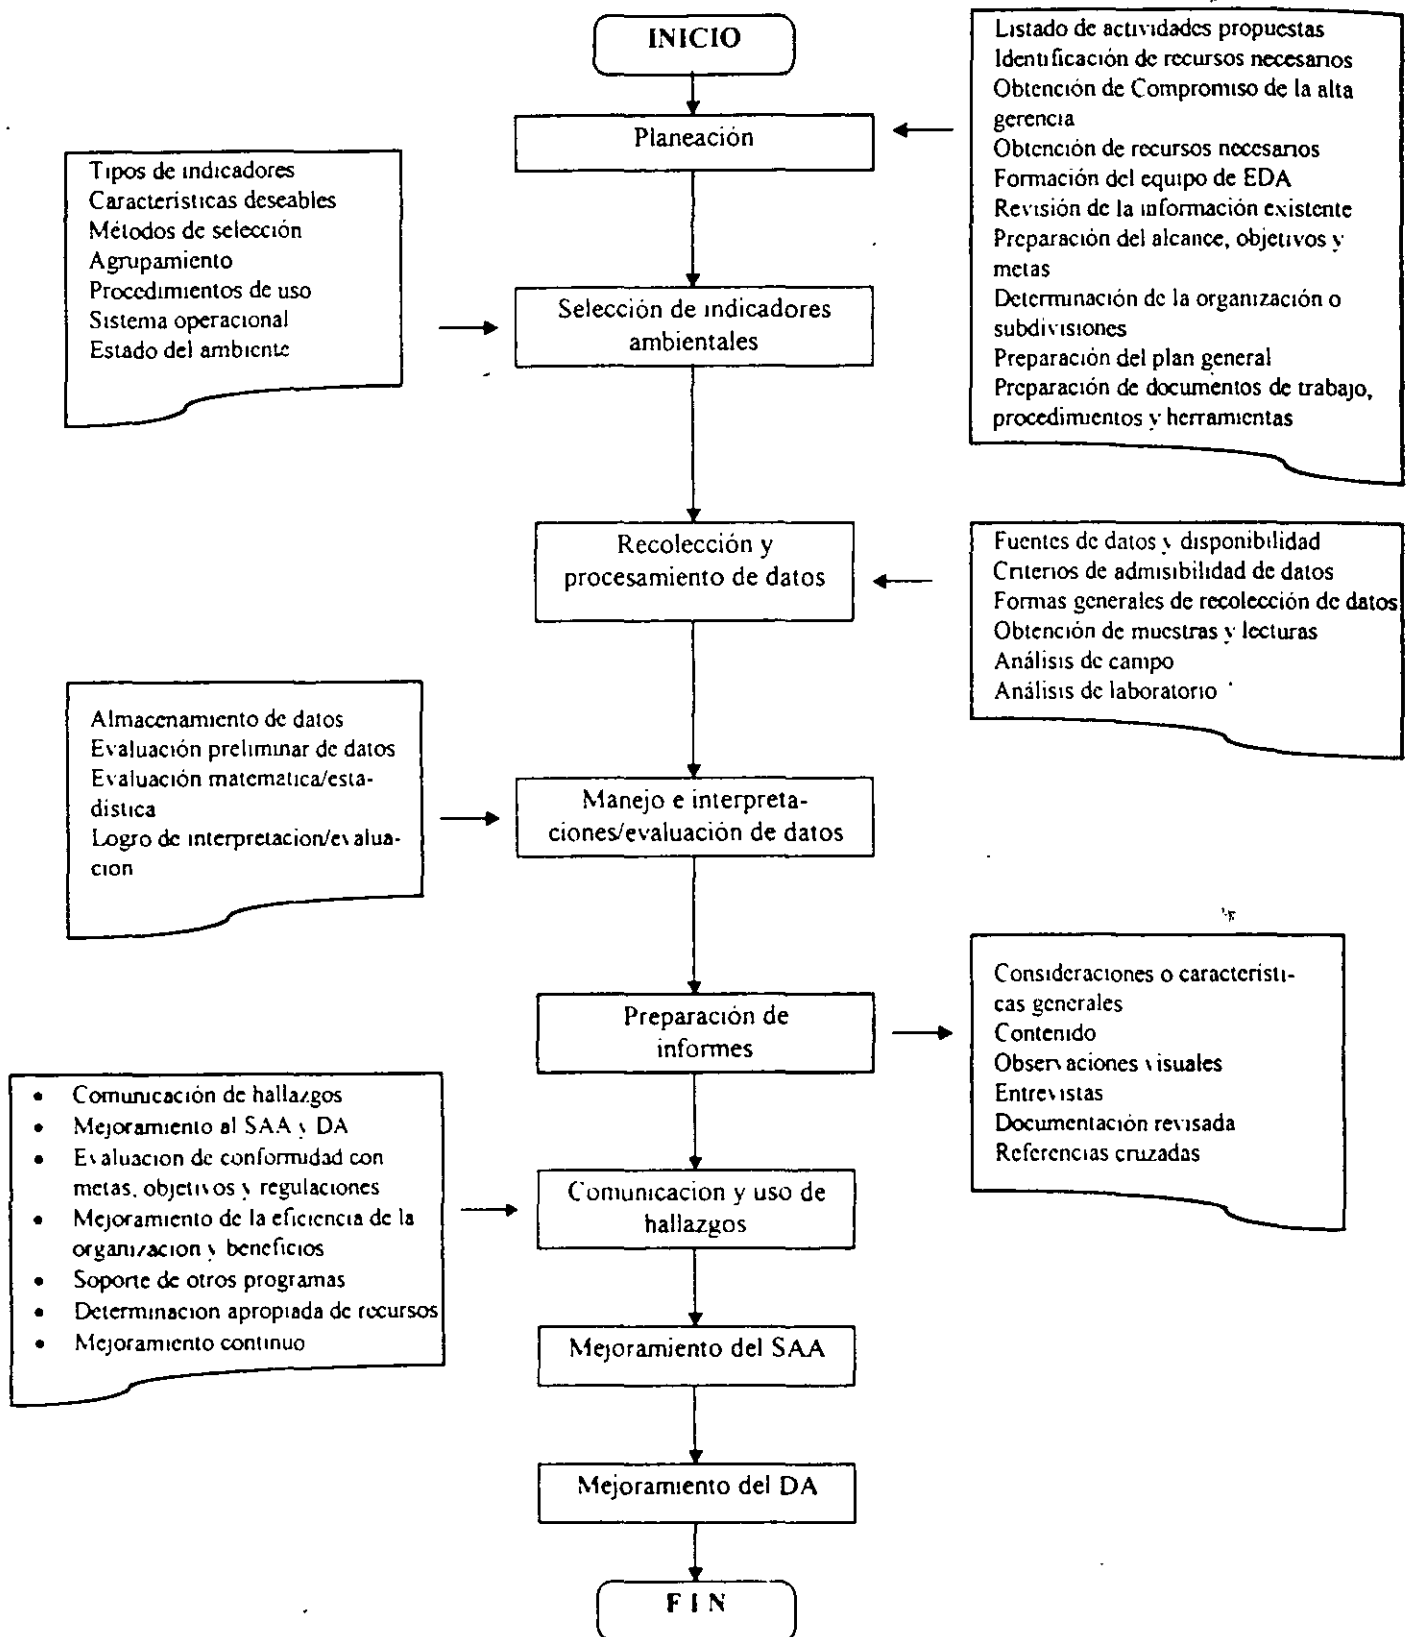 INICIO
Planeación
Listado de actividades propuestas
Identificación de recursos necesarios
Obtención de Compromiso de la alta
gerencia
Obtención de recursos necesarios
Formación del equipo de EDA
Revisión de la información existente
Preparación del alcance, objetivos y
metas
Determinación de la organización o
subdivisiones
Preparación del plan general
Preparación de documentos de trabajo,
procedimientos y herramientas
Tipos de indicadores
Características deseables
Métodos de selección
Agrupamiento
Procedimientos de uso
Sistema operacional
Estado del ambiente
Selección de indicadores
ambientales
Recolección y
procesamiento de datos
Fuentes de datos y disponibilidad
Criterios de admisibilidad de datos
Formas generales de recolección de datos
Obtención de muestras y lecturas
Análisis de campo
Análisis de laboratorio
Almacenamiento de datos
Evaluación preliminar de datos
Evaluación matematica/esta-
distica
Logro de interpretacion/evalua-
cion
Manejo e interpreta-
ciones/evaluación de datos
Preparación de
informes
Consideraciones o caracteristi-
cas generales
Contenido
Observaciones visuales
Entrevistas
Documentación revisada
Referencias cruzadas
• Comunicación de hallazgos
• Mejoramiento al SAA y DA
• Evaluacion de conformidad con
metas, objetivos y regulaciones
• Mejoramiento de la eficiencia de la
organizacion y beneficios
• Soporte de otros programas
• Determinacion apropiada de recursos
• Mejoramiento continuo
Comunicacion y uso de
hallazgos
Mejoramiento del SAA
Mejoramiento del DA
F I N